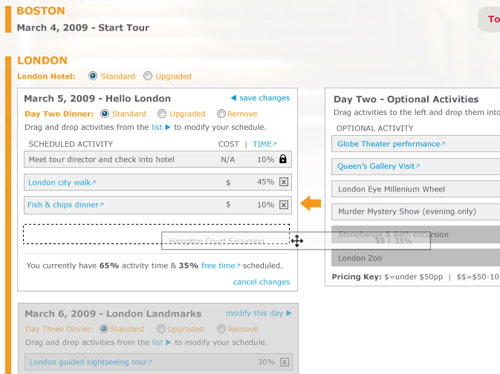 BOSTON
March 4, 2009 - Start Tour
To
LONDON
London Hotel: Standard Upgraded
March 5, 2009 - Hello London
save changes
Day Two Dinner: Standard Upgraded Remove
Drag and drop activities from the list to modify your schedule.
SCHEDULED ACTIVITY COST | TIME
Meet tour director and check into hotel N/A 10%
London city walk $ 45%
Fish & chips dinner $ 10%
Hampton Court Excursion $$ | 35%
You currently have 65% activity time & 35% free time scheduled.
cancel changes
March 6, 2009 - London Landmarks
modify this day
Day Three Dinner: Standard Upgraded Remove
Drag and drop activities from the list to modify your schedule.
London guided sightseeing tour 30%
Day Two - Optional Activities
Drag activities to the left and drop them into
OPTIONAL ACTIVITY
Globe Theater performance
Queen's Gallery Visit
London Eye Millenium Wheel
Murder Mystery Show (evening only)
Stonehenge & Bath excursion
London Zoo
Pricing Key: $=under $50pp | $$=$50-10